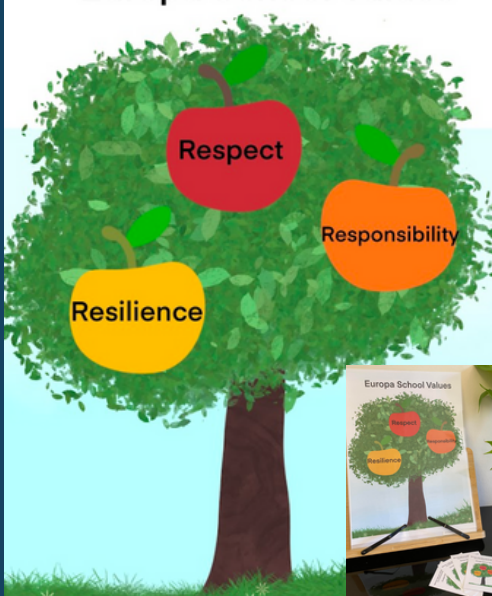 Respect
Responsibility
Resilience
Europa School Values
Respect
Responsibility
Resilience